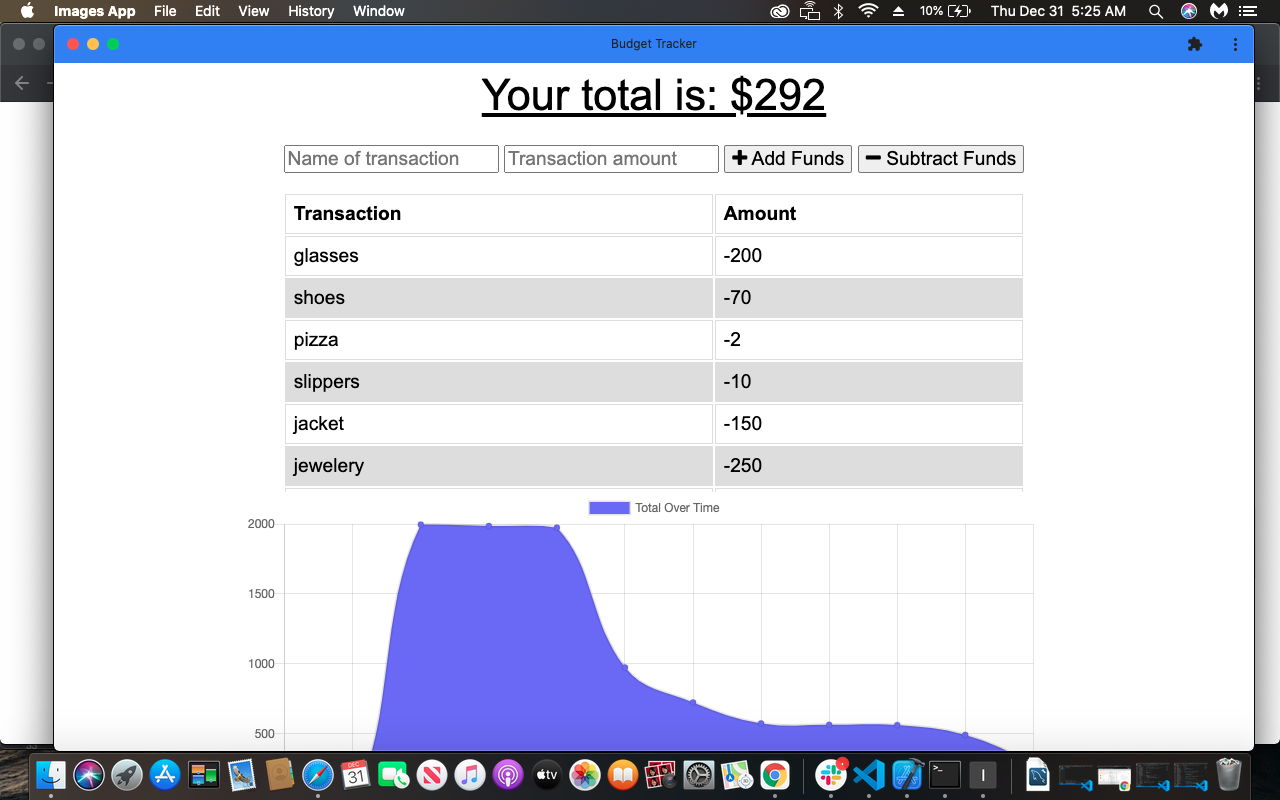 Images App File Edit View History Window 10% Thu Dec 31 5:25 AM
Budget Tracker
Your total is: $292
Name of transaction Transaction amount Add Funds Subtract Funds
Transaction Amount
glasses -200
shoes -70
pizza -2
slippers -10
jacket -150
jewelery -250
Total Over Time
2000
1500
1000
500
DEC
31
tv
>_
I